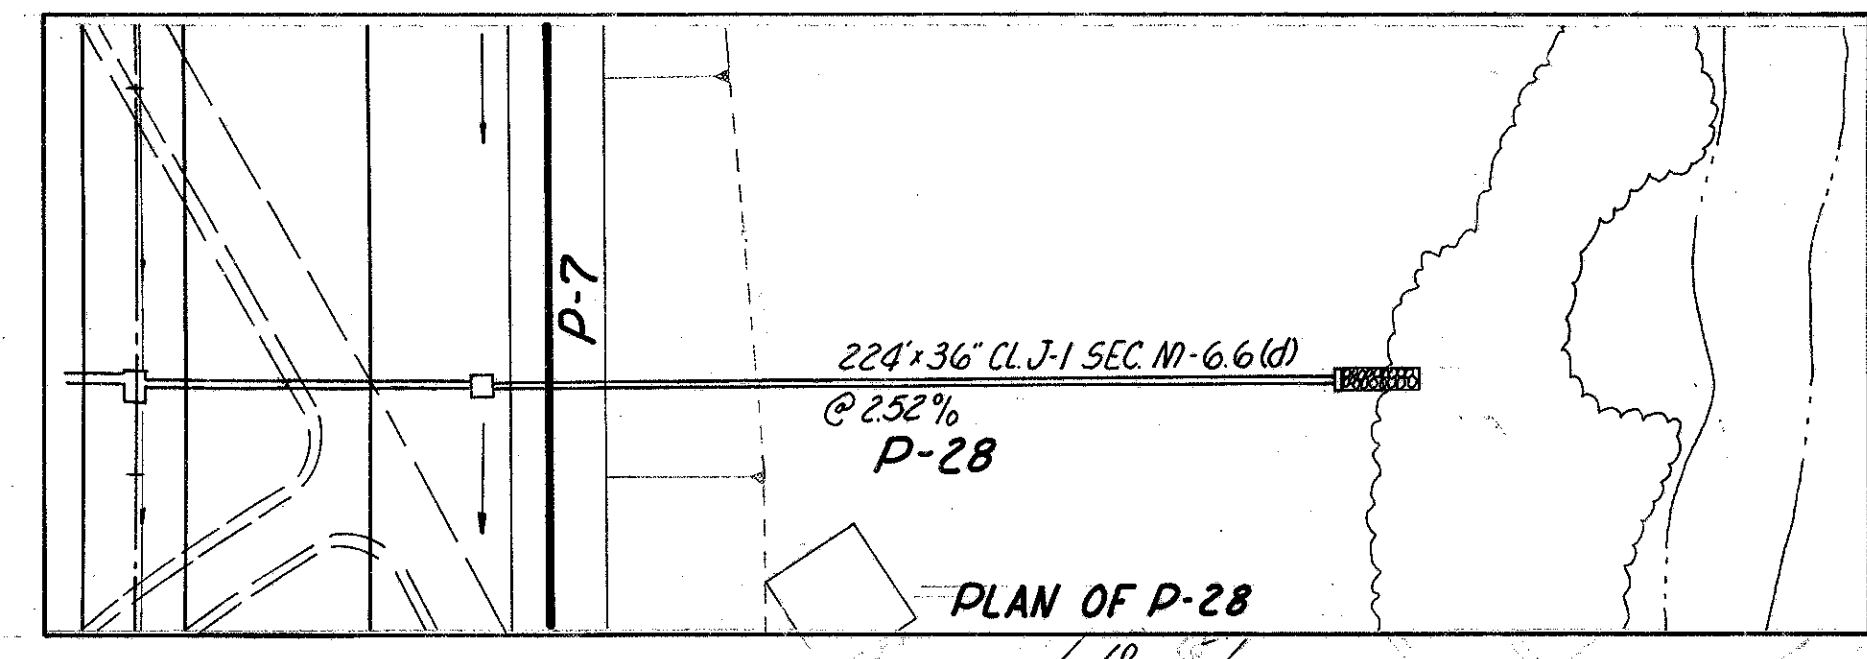 P-7
224'x36" CL.J-1 SEC. M-6.6(d)
@ 2.52%
P-28
PLAN OF P-28